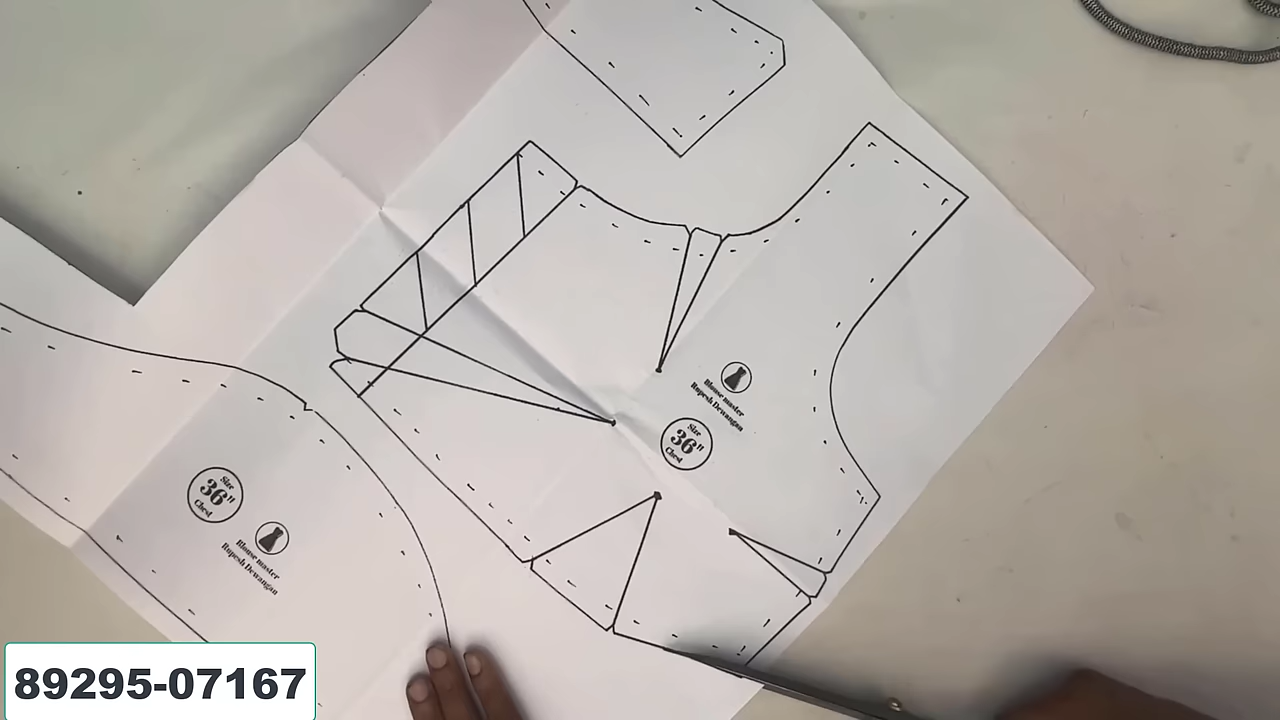 Blouse master
Rupesh Dewangan
Size
36"
Chest
Size
36"
Chest
Blouse master
Rupesh Dewangan
89295-07167